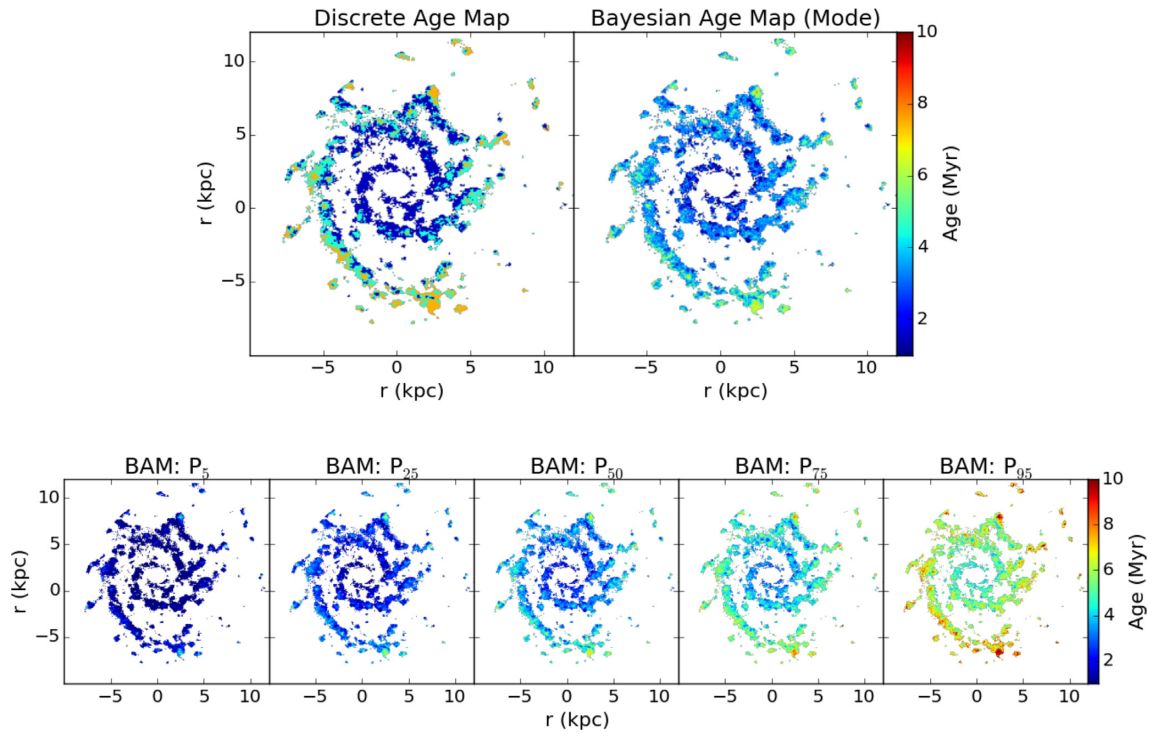 Discrete Age Map
Bayesian Age Map (Mode)
10
5
0
−5
r (kpc)
−5 0 5 10
r (kpc)
−5 0 5 10
r (kpc)
10
8
6
4
2
Age (Myr)
BAM: P5
BAM: P25
BAM: P50
BAM: P75
BAM: P95
10
5
0
−5
r (kpc)
−5 0 5 10
−5 0 5 10
−5 0 5 10
−5 0 5 10
−5 0 5 10
r (kpc)
10
8
6
4
2
Age (Myr)